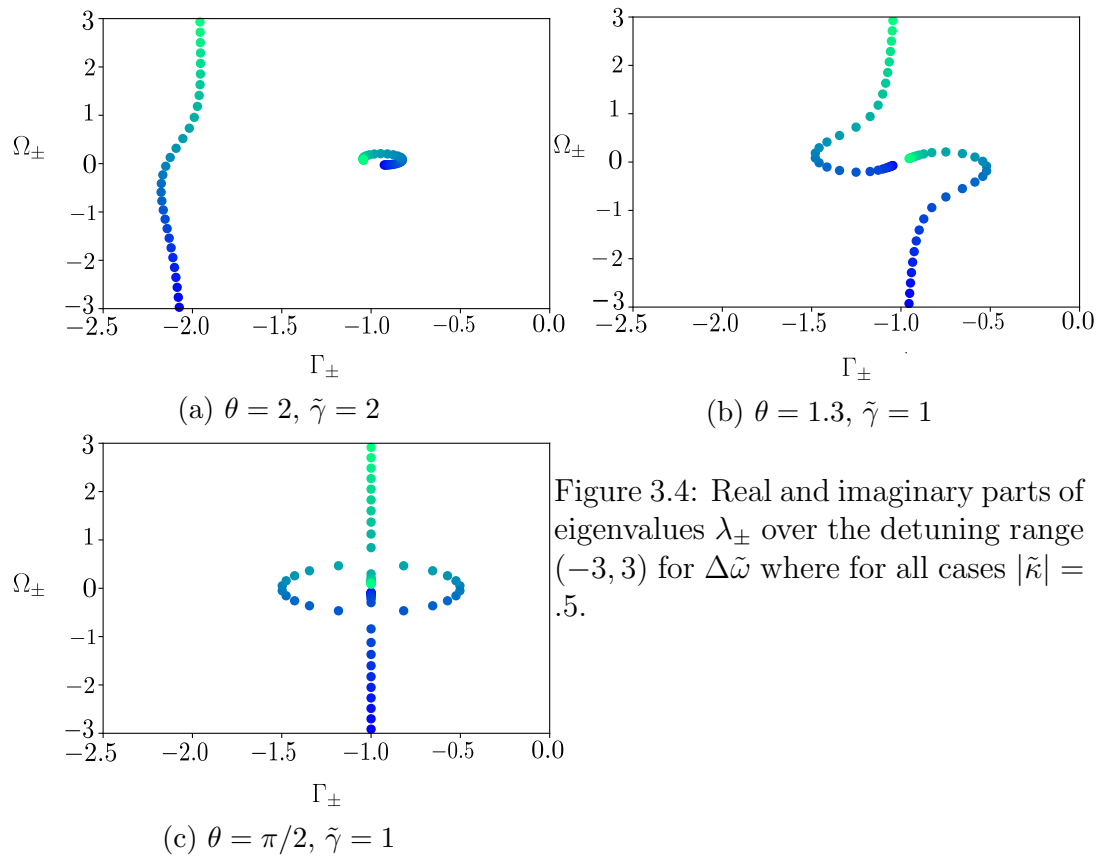 3
2
1
0
−1
−2
−3
Ω±
−2.5 −2.0 −1.5 −1.0 −0.5 0.0
Γ±
(a) θ = 2, γ̃ = 2
3
2
1
0
−1
−2
−3
Ω±
−2.5 −2.0 −1.5 −1.0 −0.5 0.0
Γ±
(b) θ = 1.3, γ̃ = 1
3
2
1
0
−1
−2
−3
Ω±
−2.5 −2.0 −1.5 −1.0 −0.5 0.0
Γ±
(c) θ = π/2, γ̃ = 1
Figure 3.4: Real and imaginary parts of
eigenvalues λ± over the detuning range
(−3, 3) for Δω̃ where for all cases |κ̃| =
.5.